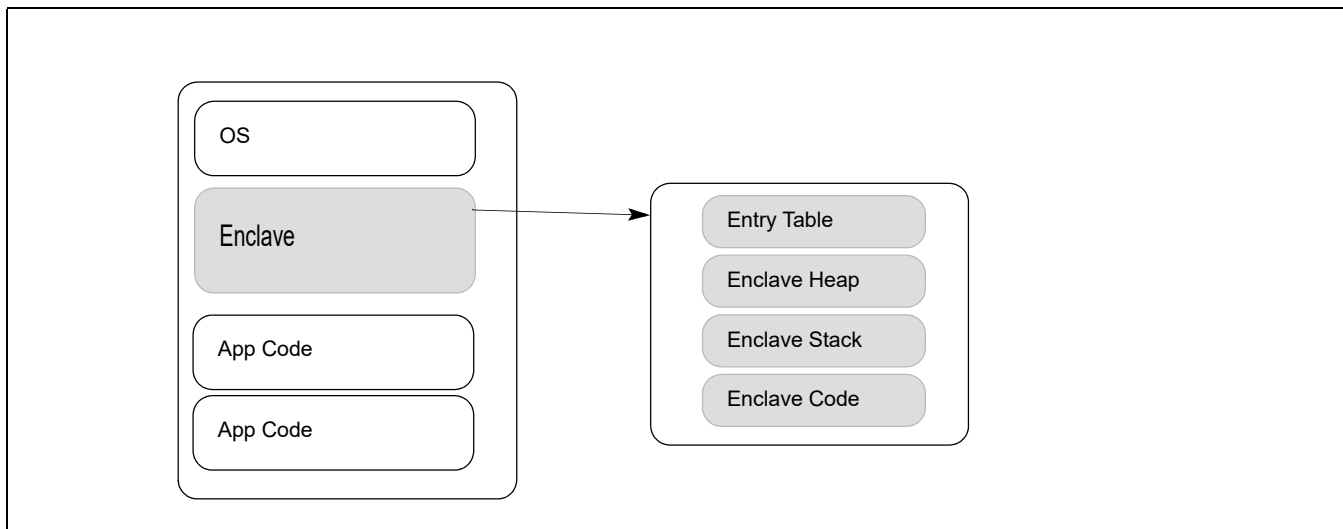 OS
Enclave
App Code
App Code
Entry Table
Enclave Heap
Enclave Stack
Enclave Code